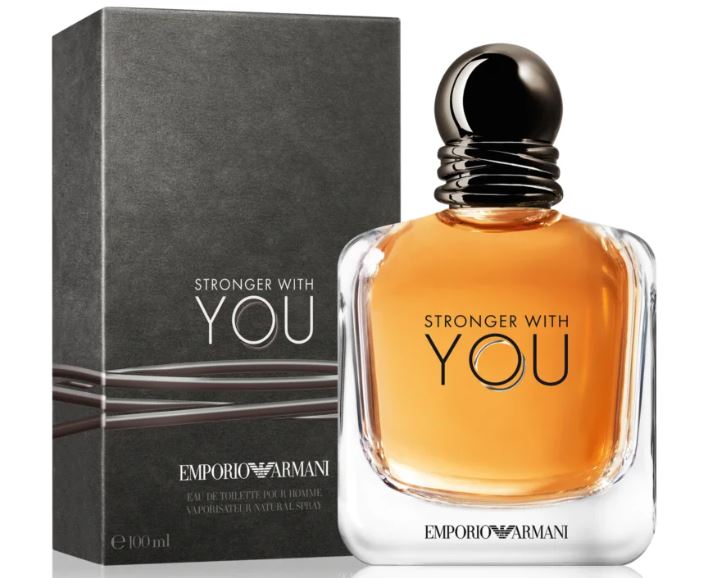 STRONGER WITH
YOU
EMPORIO ARMANI
EAU DE TOILETTE POUR HOMME
VAPORISATEUR NATURAL SPRAY
e 100 ml
STRONGER WITH
YOU
EMPORIO ARMANI